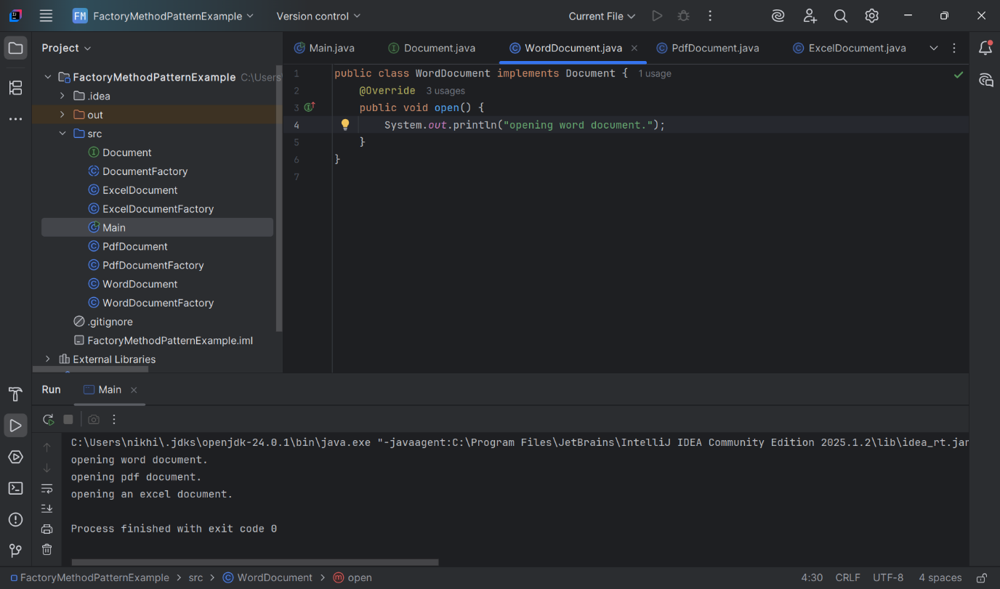 FM FactoryMethodPatternExample Version control Current File
Project
Main.java Document.java WordDocument.java PdfDocument.java ExcelDocument.java
FactoryMethodPatternExample C:\Users
.idea
out
src
Document
DocumentFactory
ExcelDocument
ExcelDocumentFactory
Main
PdfDocument
PdfDocumentFactory
WordDocument
WordDocumentFactory
.gitignore
FactoryMethodPatternExample.iml
External Libraries
1 public class WordDocument implements Document { 1 usage
2 @Override 3 usages
3 public void open() {
4 System.out.println("opening word document.");
5 }
6 }
7
Run Main
C:\Users\nikhi\.jdks\openjdk-24.0.1\bin\java.exe "-javaagent:C:\Program Files\JetBrains\IntelliJ IDEA Community Edition 2025.1.2\lib\idea_rt.jar
opening word document.
opening pdf document.
opening an excel document.
Process finished with exit code 0
FactoryMethodPatternExample > src > WordDocument > open 4:30 CRLF UTF-8 4 spaces